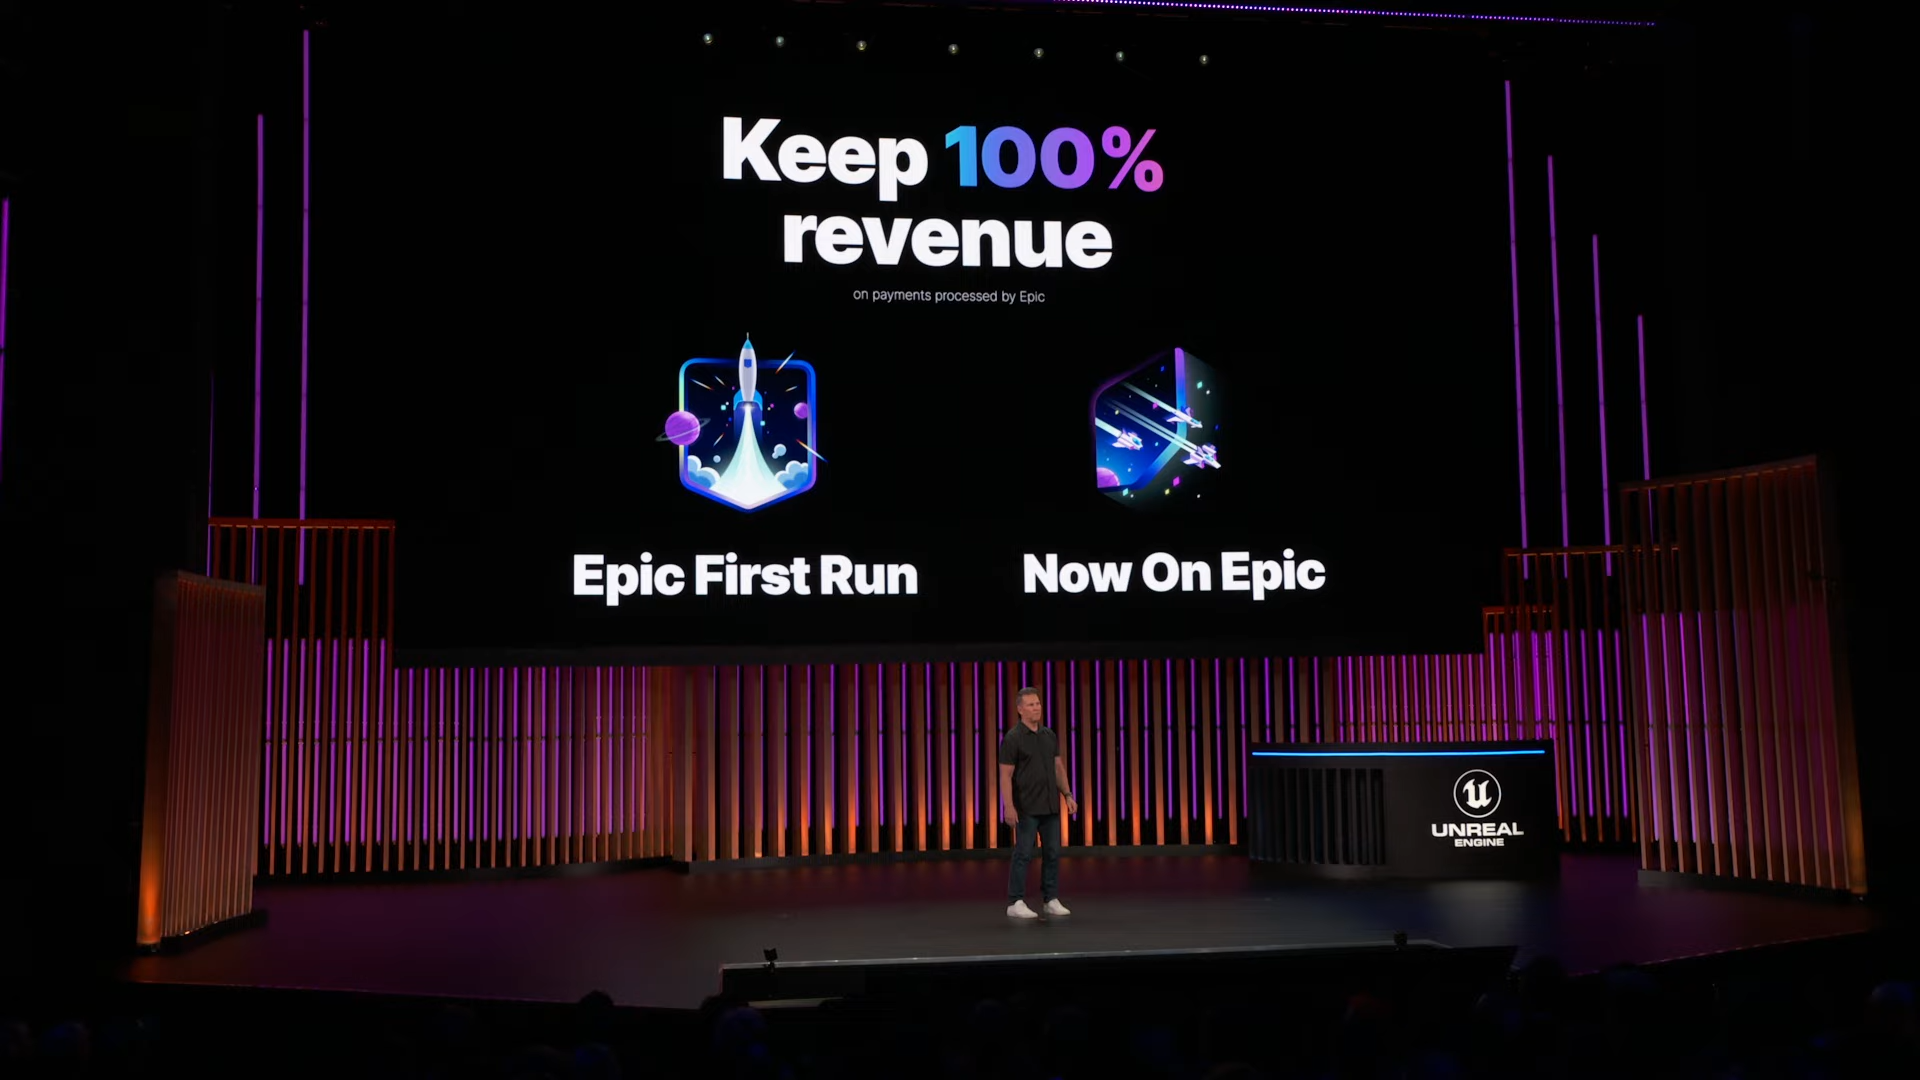 Keep 100%
revenue
on payments processed by Epic
Epic First Run
Now On Epic
UNREAL
ENGINE